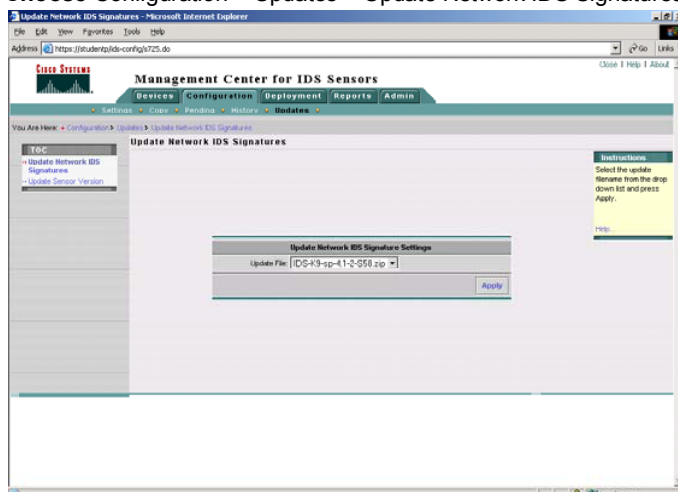 Choose Configuration > Updates > Update Network IDS Signatures
Update Network IDS Signatures - Microsoft Internet Explorer
File Edit View Favorites Tools Help
Address https://studentp/ids-config/s725.do Go Links
Cisco Systems
Close | Help | About
Management Center for IDS Sensors
Devices Configuration Deployment Reports Admin
Settings Copy Pending History Updates
You Are Here: Configuration > Updates > Update Network IDS Signatures
TOC
Update Network IDS Signatures
Update Sensor Version
Update Network IDS Signatures
Instructions
Select the update
filename from the drop
down list and press
Apply.
Help...
Update Network IDS Signature Settings
Update File: IDS-K9-sp-4.1-2-S58.zip
Apply